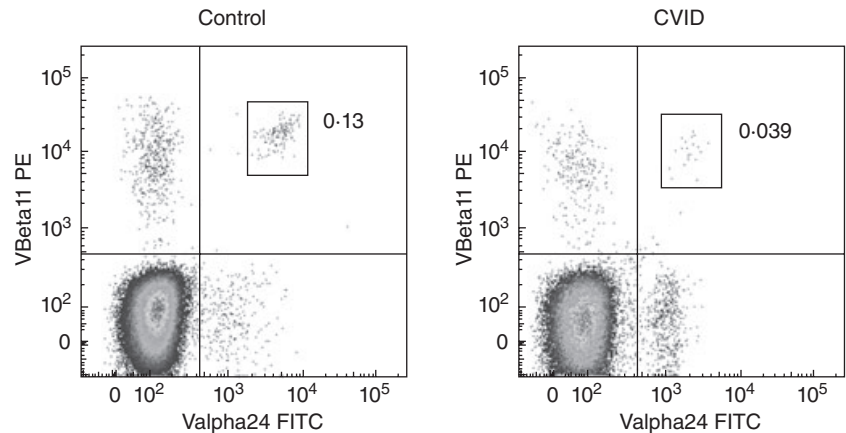 Control
CVID
VBeta11 PE
10⁵
10⁴
10³
10²
0
0·13
0 10² 10³ 10⁴ 10⁵
Valpha24 FITC
VBeta11 PE
10⁵
10⁴
10³
10²
0
0·039
0 10² 10³ 10⁴ 10⁵
Valpha24 FITC